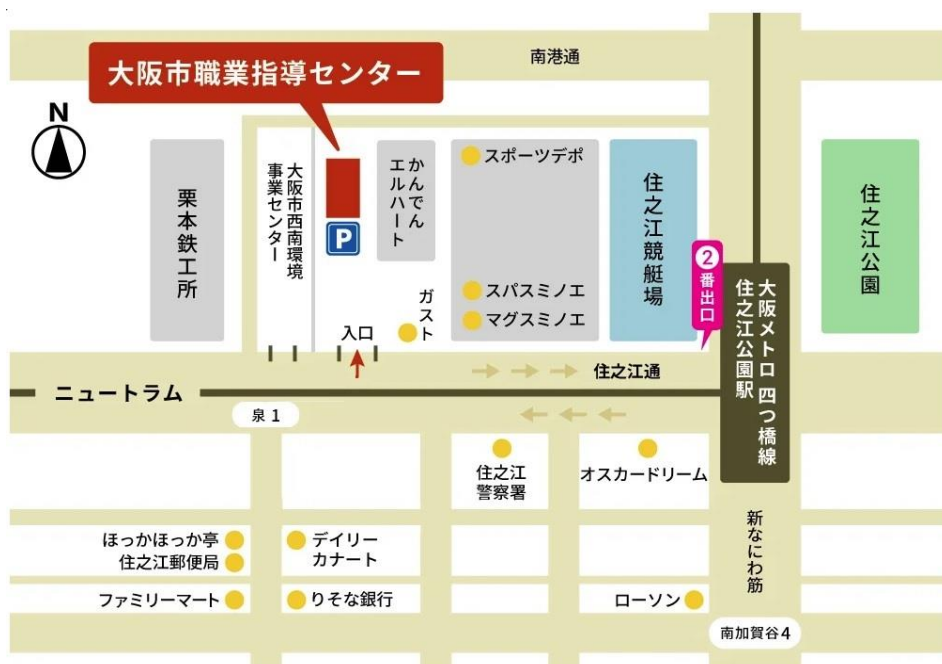 南港通
大阪市職業指導センター
N
栗本鉄工所
大阪市西南環境
事業センター
P
かんでん
エルハート
スポーツデポ
スパスミノエ
マグスミノエ
住之江競艇場
2番出口
大阪メトロ 四つ橋線
住之江公園駅
住之江公園
ガスト
入口
住之江通
ニュートラム
泉1
住之江
警察署
オスカードリーム
新なにわ筋
ほっかほっか亭
住之江郵便局
デイリー
カナート
ファミリーマート
りそな銀行
ローソン
南加賀谷4